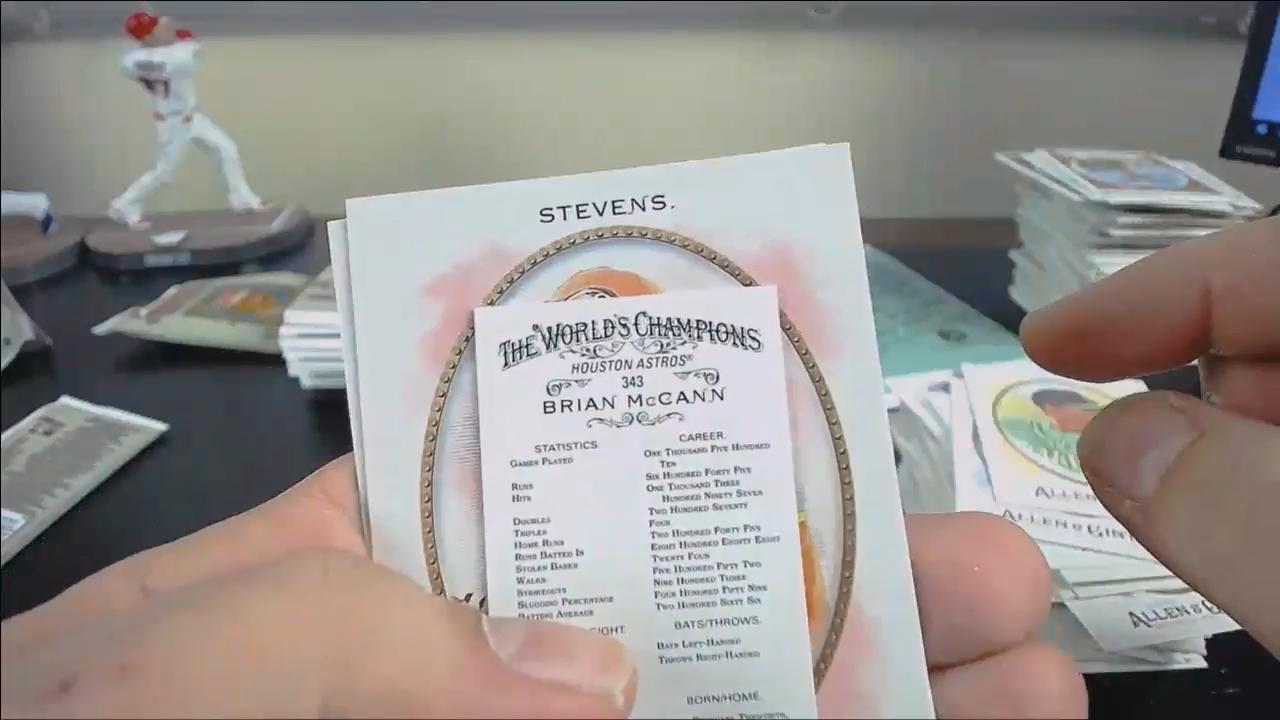 STEVENS.
THE WORLD'S CHAMPIONS
HOUSTON ASTROS®
343
BRIAN McCANN
STATISTICS
GAMES PLAYED
RUNS
HITS
DOUBLES
TRIPLES
HOME RUNS
RUNS BATTED IN
STOLEN BASES
WALKS
STRIKEOUTS
SLUGGING PERCENTAGE
BATTING AVERAGE
CAREER.
ONE THOUSAND FIVE HUNDRED
TEN
SIX HUNDRED FORTY FIVE
ONE THOUSAND THREE
HUNDRED NINETY SEVEN
TWO HUNDRED SEVENTY
FOUR
TWO HUNDRED FORTY FIVE
EIGHT HUNDRED EIGHTY EIGHT
TWENTY FOUR
FIVE HUNDRED FIFTY TWO
NINE HUNDRED THREE
FOUR HUNDRED FIFTY NINE
TWO HUNDRED SIXTY SIX
BATS/THROWS.
BATS LEFT-HANDED
THROWS RIGHT-HANDED
BORN/HOME.
ALLEN
ALLEN & GIN
ALLEN &